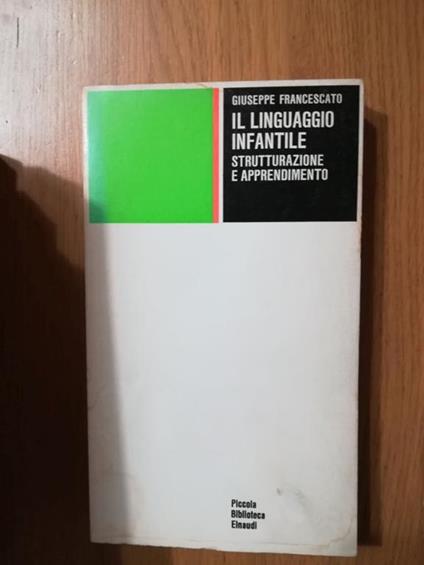 GIUSEPPE FRANCESCATO
IL LINGUAGGIO
INFANTILE
STRUTTURAZIONE
E APPRENDIMENTO
Piccola
Biblioteca
Einaudi